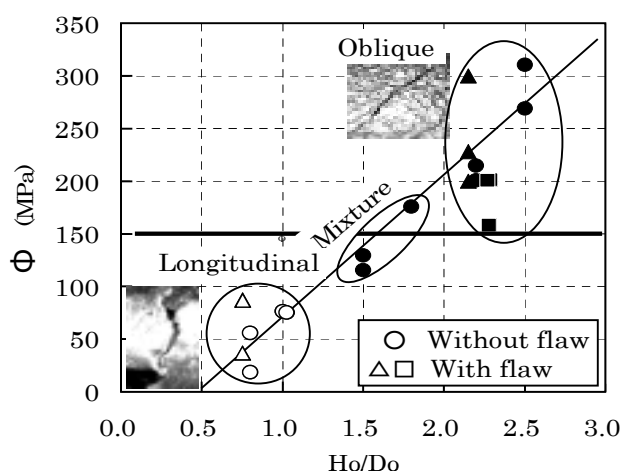 350
300
250
200
150
100
50
0
Φ (MPa)
Oblique
Mixture
Longitudinal
Without flaw
With flaw
0.0 0.5 1.0 1.5 2.0 2.5 3.0
Ho/Do